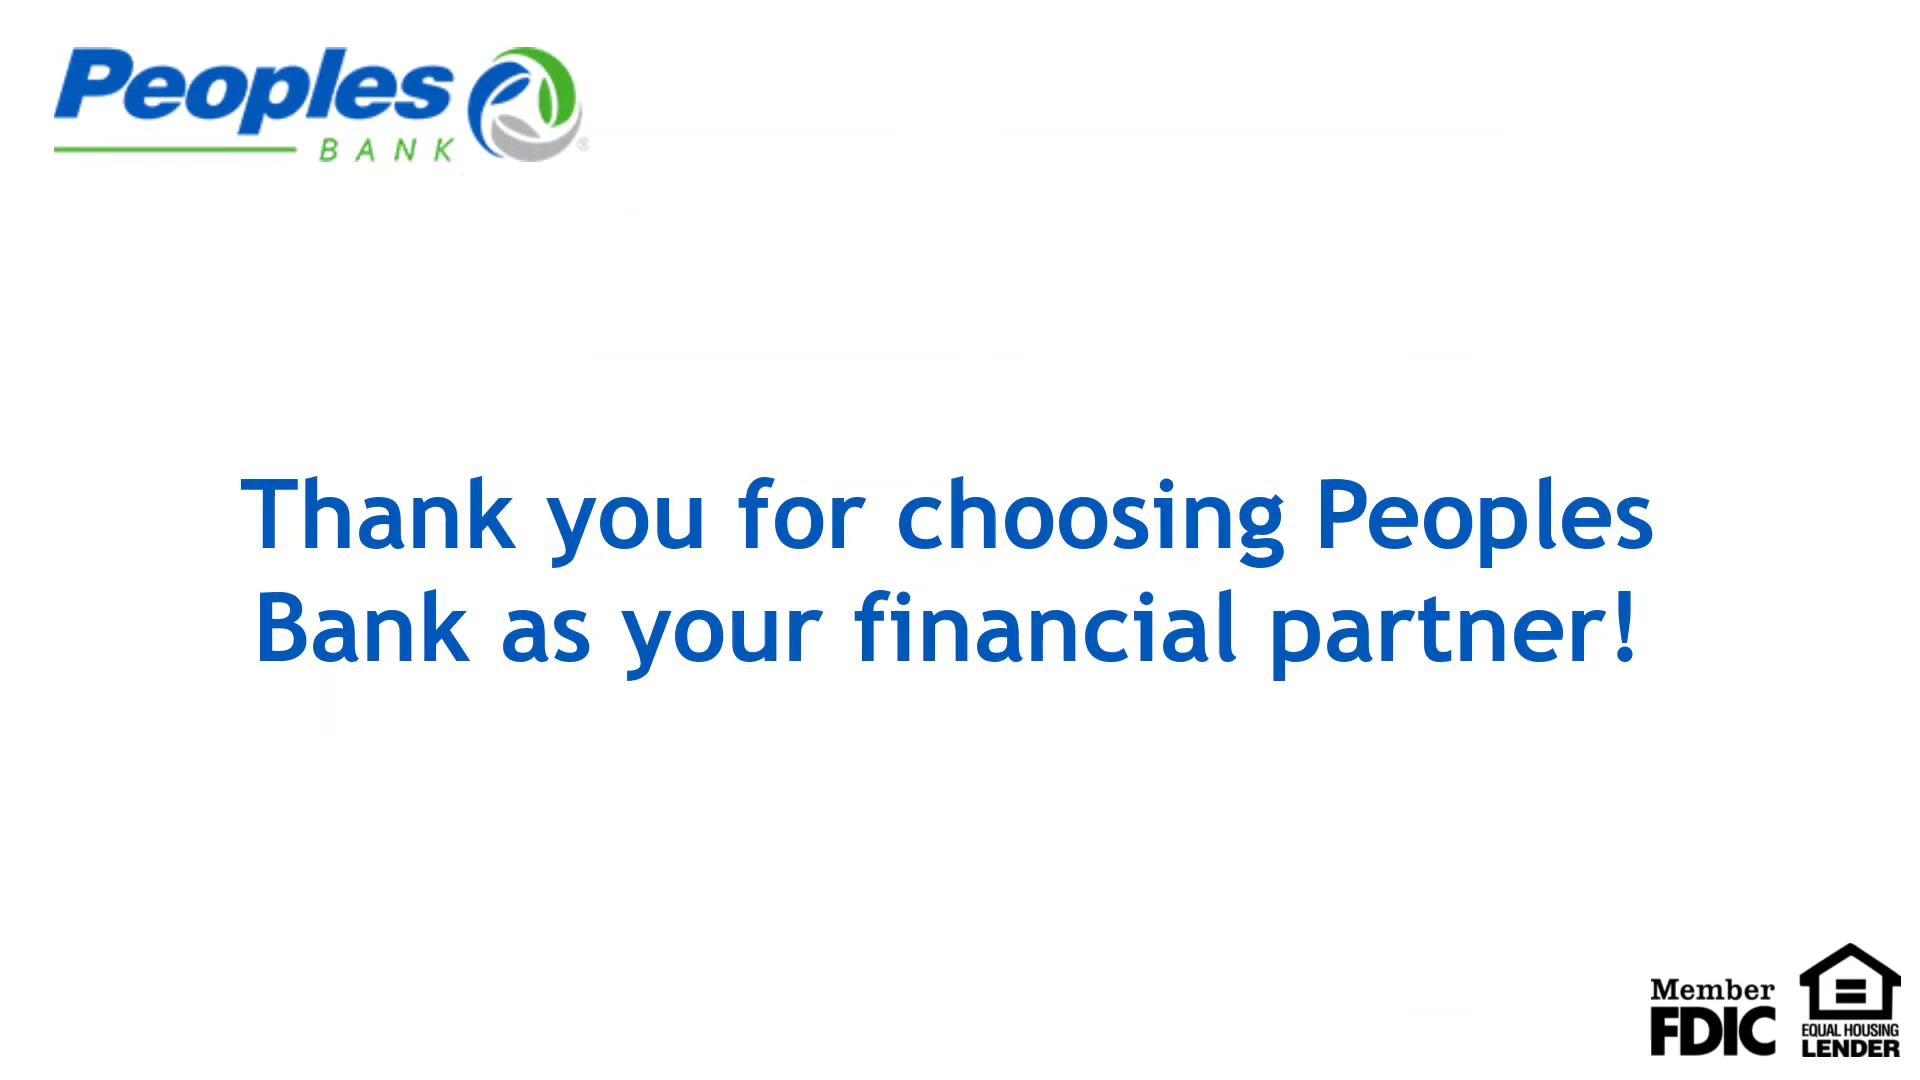 Peoples
BANK
®
Thank you for choosing Peoples
Bank as your financial partner!
Member
FDIC
EQUAL HOUSING
LENDER